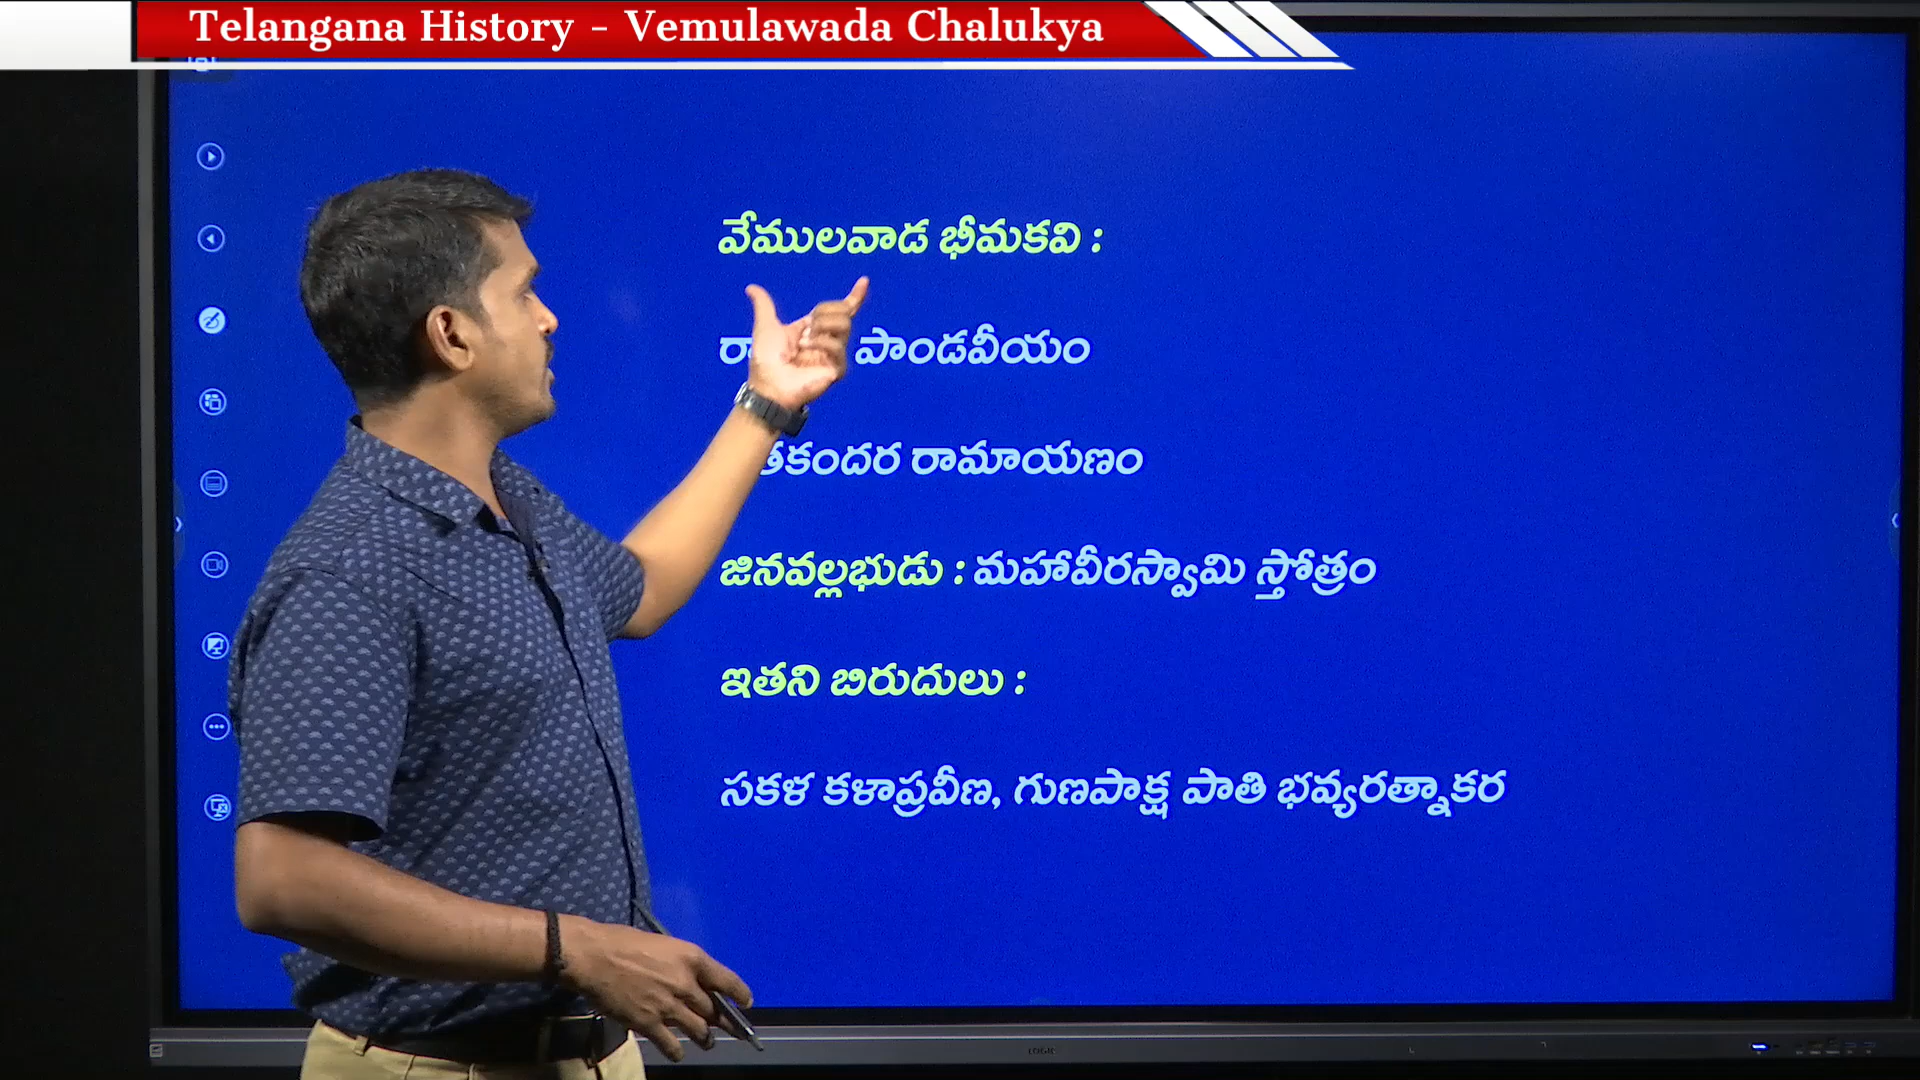 Telangana History - Vemulawada Chalukya
వేములవాడ భీమకవి :
పాండవీయం
రామాయణం
జినవల్లభుడు : మహావీరస్వామి స్తోత్రం
ఇతని బిరుదులు :
సకళ కళాప్రవీణ, గుణపాక్ష పాతి భవ్యరత్నాకర